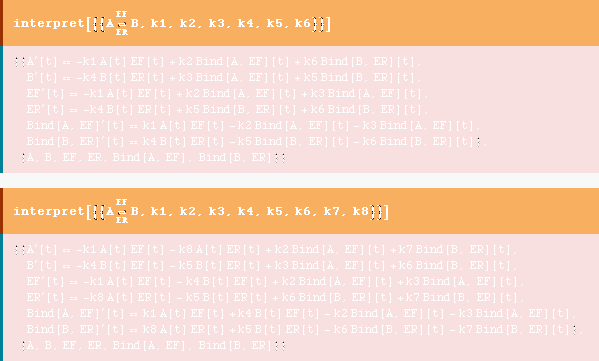 EF
interpret[{{A ⇌ B, k1, k2, k3, k4, k5, k6}}]
ER
{{A'[t] == -k1 A[t] EF[t] + k2 Bind[A, EF][t] + k6 Bind[B, ER][t],
B'[t] == -k4 B[t] ER[t] + k3 Bind[A, EF][t] + k5 Bind[B, ER][t],
EF'[t] == -k1 A[t] EF[t] + k2 Bind[A, EF][t] + k3 Bind[A, EF][t],
ER'[t] == -k4 B[t] ER[t] + k5 Bind[B, ER][t] + k6 Bind[B, ER][t],
Bind[A, EF]'[t] == k1 A[t] EF[t] - k2 Bind[A, EF][t] - k3 Bind[A, EF][t],
Bind[B, ER]'[t] == k4 B[t] ER[t] - k5 Bind[B, ER][t] - k6 Bind[B, ER][t]},
{A, B, EF, ER, Bind[A, EF], Bind[B, ER]}}
EF
interpret[{{A ⇌ B, k1, k2, k3, k4, k5, k6, k7, k8}}]
ER
{{A'[t] == -k1 A[t] EF[t] - k8 A[t] ER[t] + k2 Bind[A, EF][t] + k7 Bind[B, ER][t],
B'[t] == -k4 B[t] EF[t] - k5 B[t] ER[t] + k3 Bind[A, EF][t] + k6 Bind[B, ER][t],
EF'[t] == -k1 A[t] EF[t] - k4 B[t] EF[t] + k2 Bind[A, EF][t] + k3 Bind[A, EF][t],
ER'[t] == -k8 A[t] ER[t] - k5 B[t] ER[t] + k6 Bind[B, ER][t] + k7 Bind[B, ER][t],
Bind[A, EF]'[t] == k1 A[t] EF[t] + k4 B[t] EF[t] - k2 Bind[A, EF][t] - k3 Bind[A, EF][t],
Bind[B, ER]'[t] == k8 A[t] ER[t] + k5 B[t] ER[t] - k6 Bind[B, ER][t] - k7 Bind[B, ER][t]},
{A, B, EF, ER, Bind[A, EF], Bind[B, ER]}}